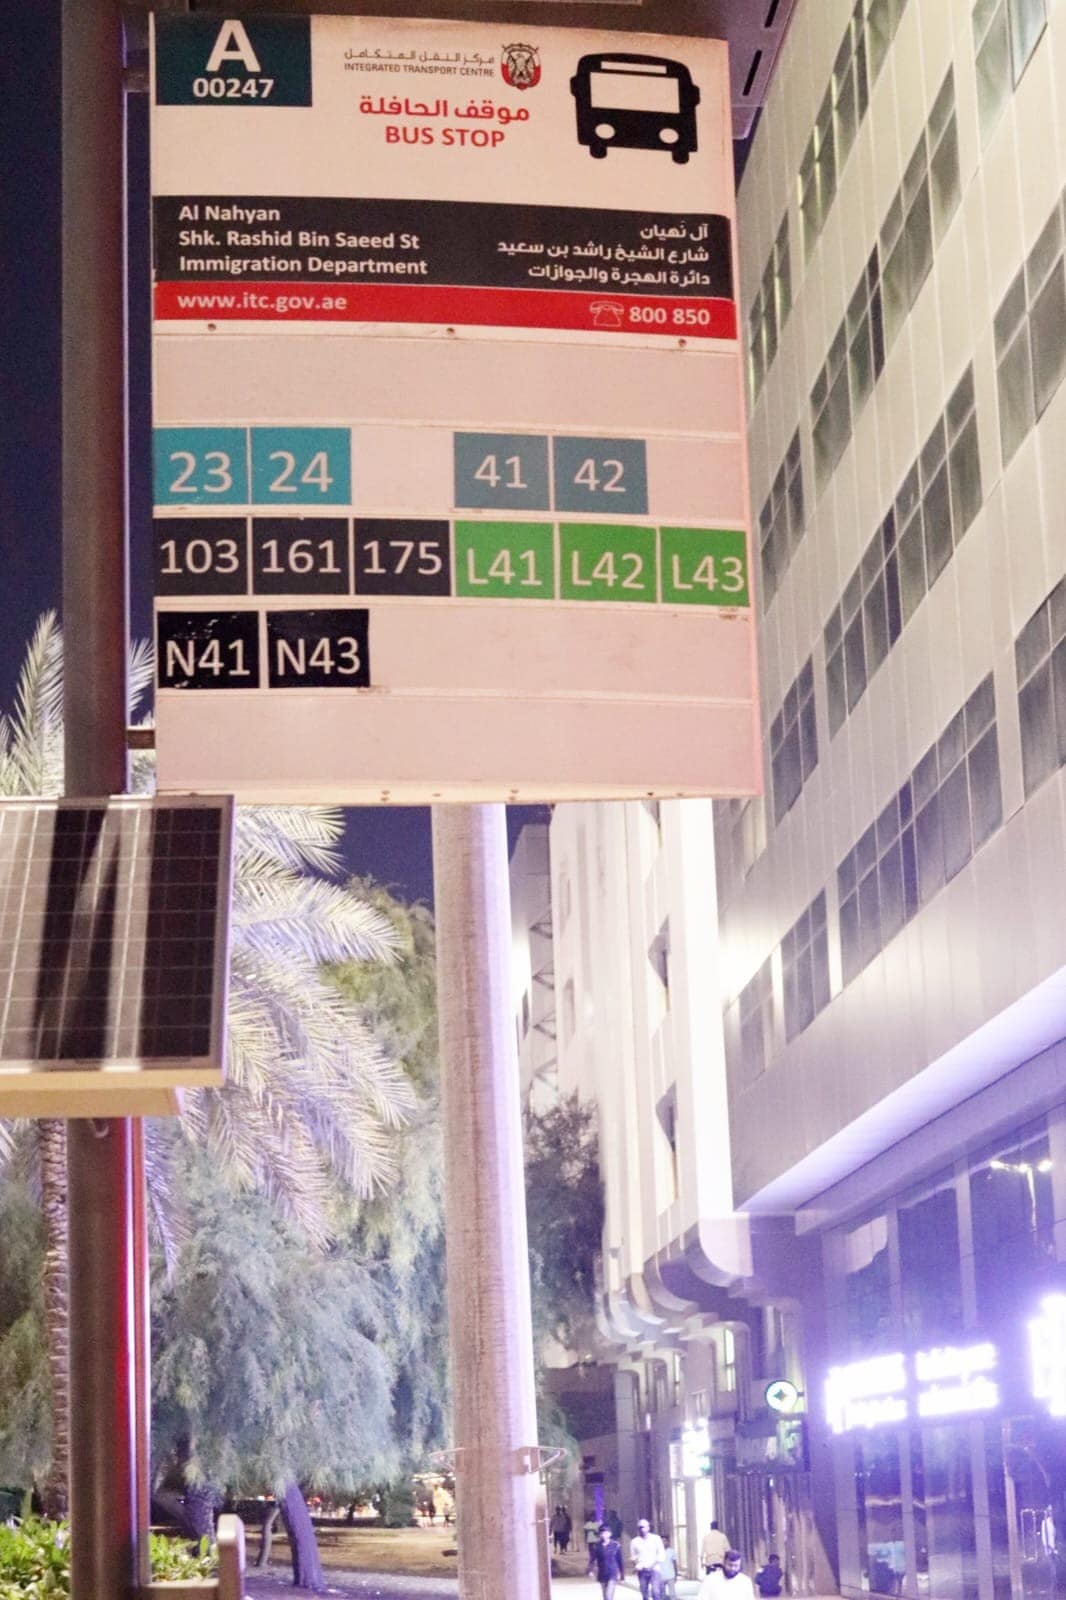 A
00247
مركز النقل المتكامل
INTEGRATED TRANSPORT CENTRE
موقف الحافلة
BUS STOP
Al Nahyan
Shk. Rashid Bin Saeed St
Immigration Department
آل نَهيان
شارع الشيخ راشد بن سعيد
دائرة الهجرة والجوازات
www.itc.gov.ae
800 850
23 24 41 42
103 161 175 L41 L42 L43
N41 N43